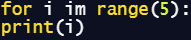 for i im range(5):
print(i)